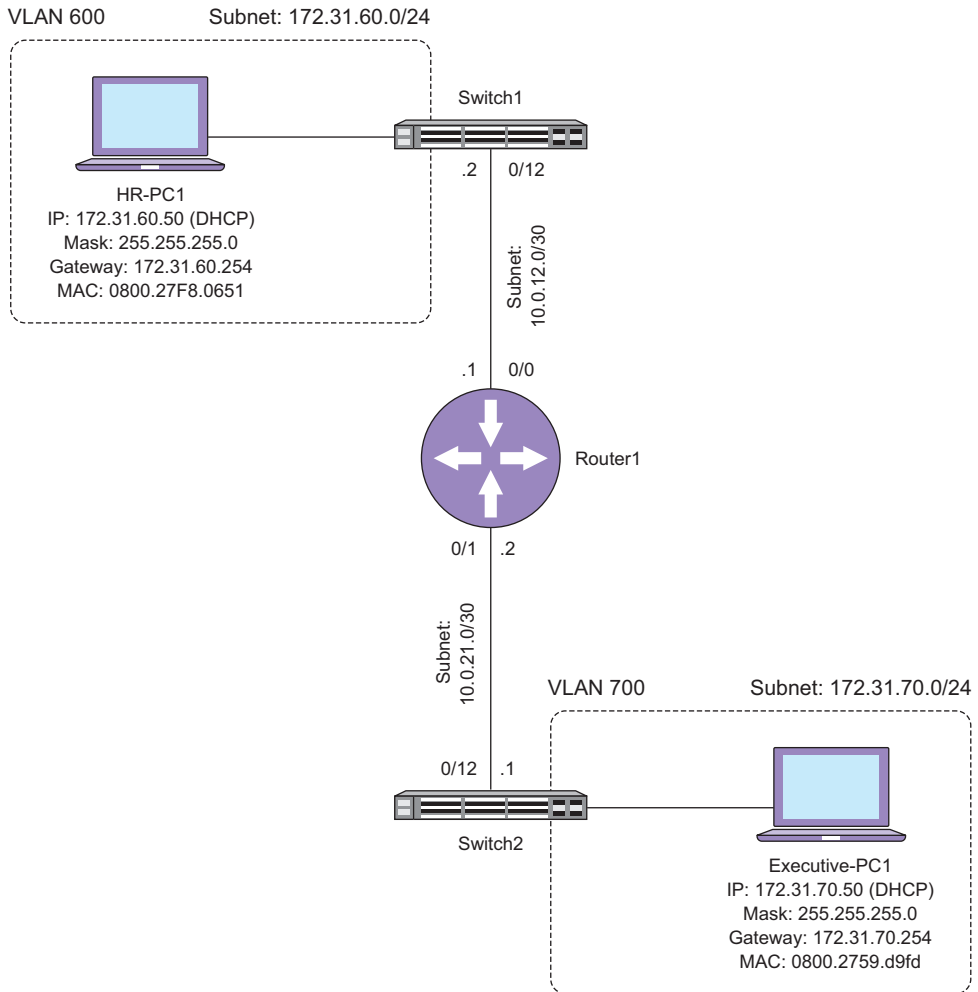 VLAN 600
Subnet: 172.31.60.0/24
Switch1
.2
0/12
HR-PC1
IP: 172.31.60.50 (DHCP)
Mask: 255.255.255.0
Gateway: 172.31.60.254
MAC: 0800.27F8.0651
Subnet:
10.0.12.0/30
.1
0/0
Router1
0/1
.2
Subnet:
10.0.21.0/30
VLAN 700
Subnet: 172.31.70.0/24
0/12
.1
Switch2
Executive-PC1
IP: 172.31.70.50 (DHCP)
Mask: 255.255.255.0
Gateway: 172.31.70.254
MAC: 0800.2759.d9fd